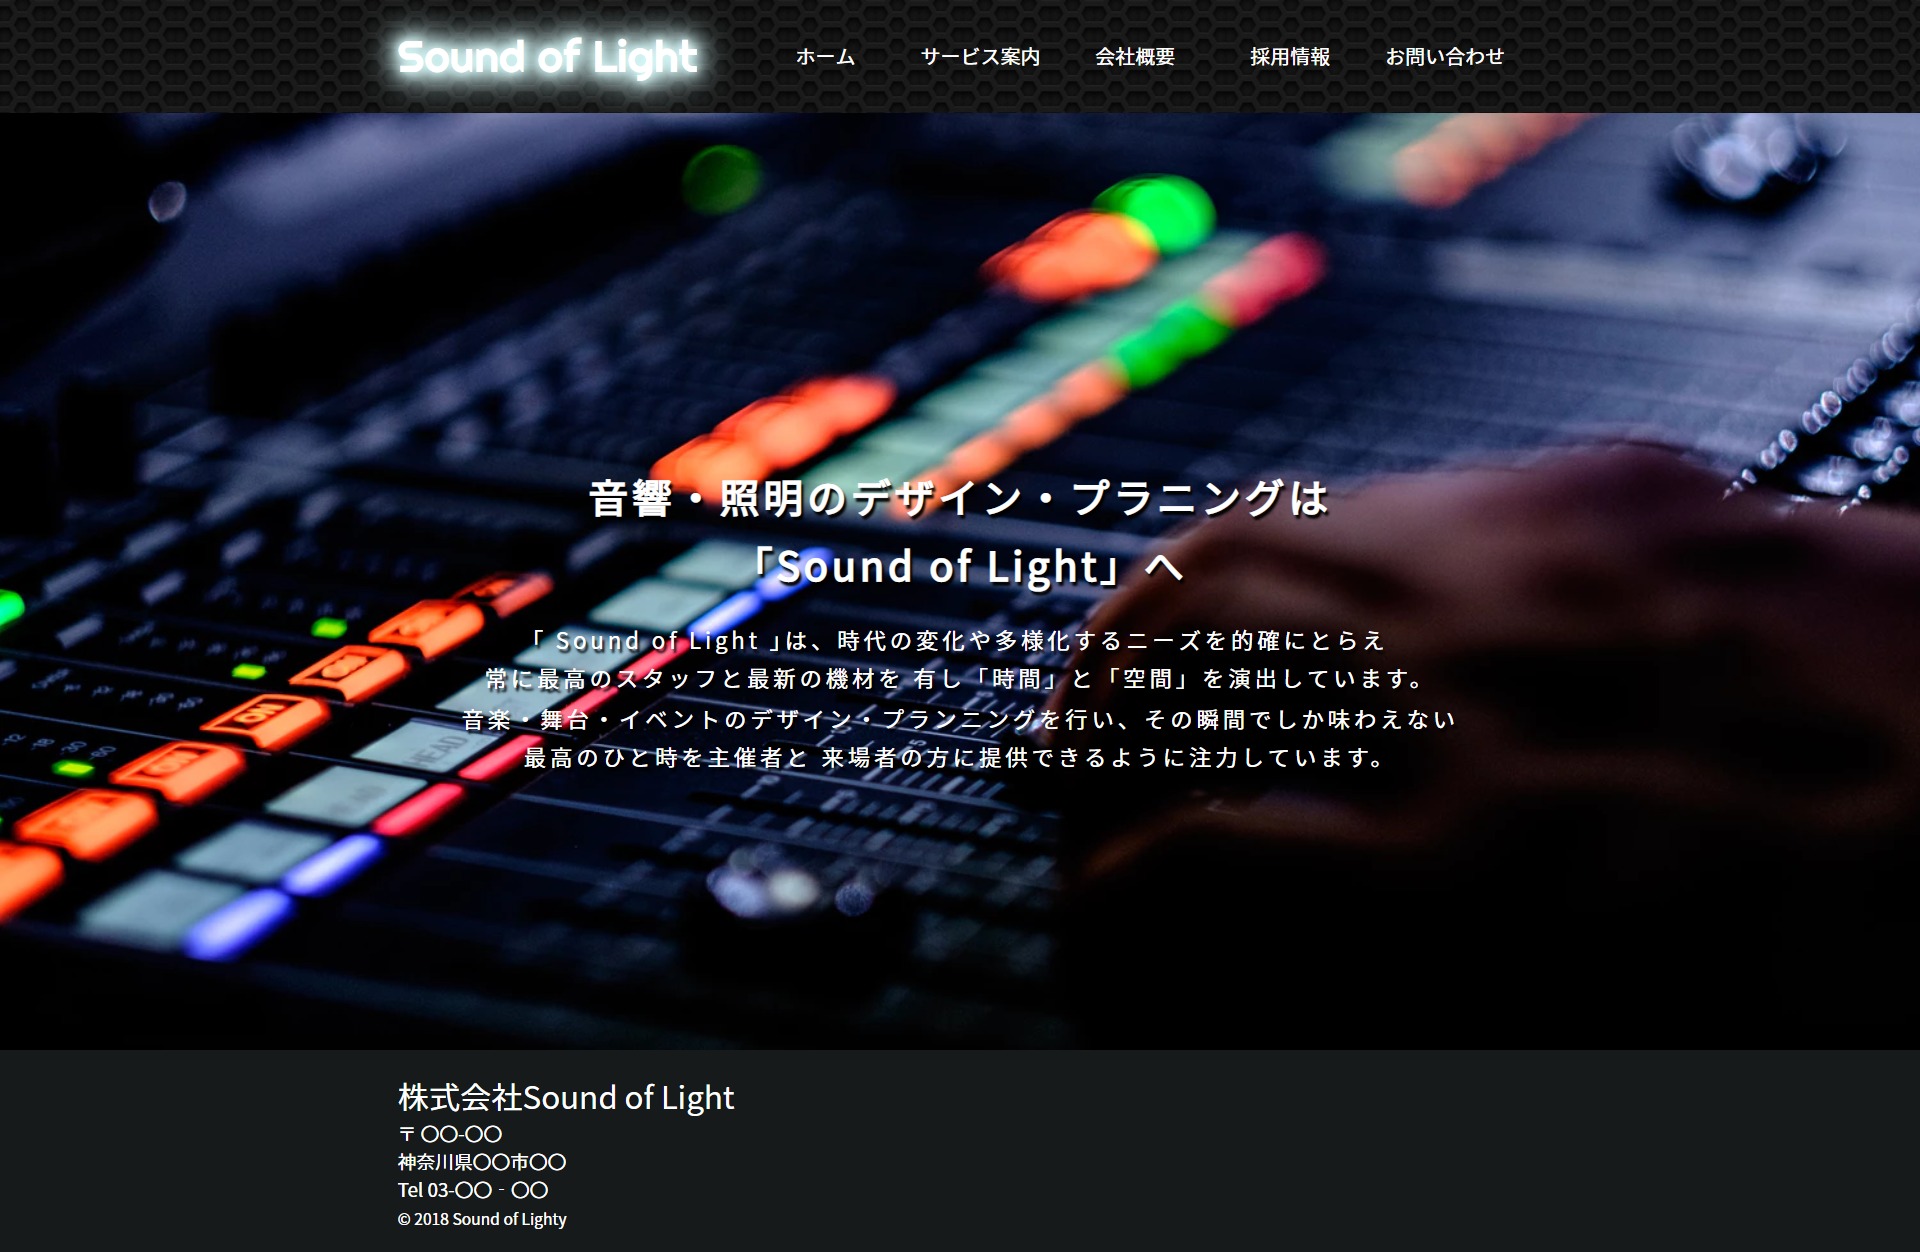 Sound of Light
ホーム サービス案内 会社概要 採用情報 お問い合わせ
音響・照明のデザイン・プラニングは
「Sound of Light」へ
「 Sound of Light 」は、時代の変化や多様化するニーズを的確にとらえ
常に最高のスタッフと最新の機材を 有し「時間」と「空間」を演出しています。
音楽・舞台・イベントのデザイン・プランニングを行い、その瞬間でしか味わえない
最高のひと時を主催者と 来場者の方に提供できるように注力しています。
ON
ON
HEAD
-12 -18 -30 -60
株式会社Sound of Light
〒 〇〇-〇〇
神奈川県〇〇市〇〇
Tel 03-〇〇‐〇〇
© 2018 Sound of Lighty